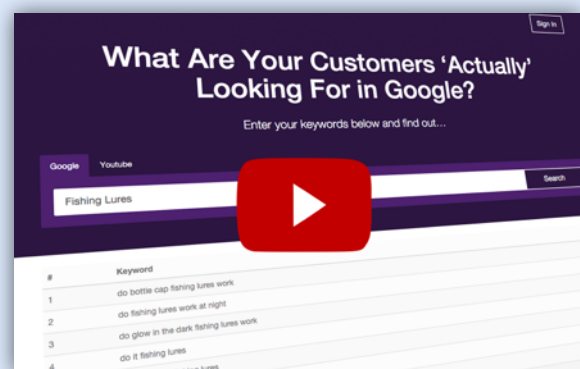 Sign In
What Are Your Customers ‘Actually’
Looking For in Google?
Enter your keywords below and find out...
Google Youtube
Fishing Lures Search
# Keyword
1 do bottle cap fishing lures work
2 do fishing lures work at night
3 do glow in the dark fishing lures work
4 do it fishing lures
lures